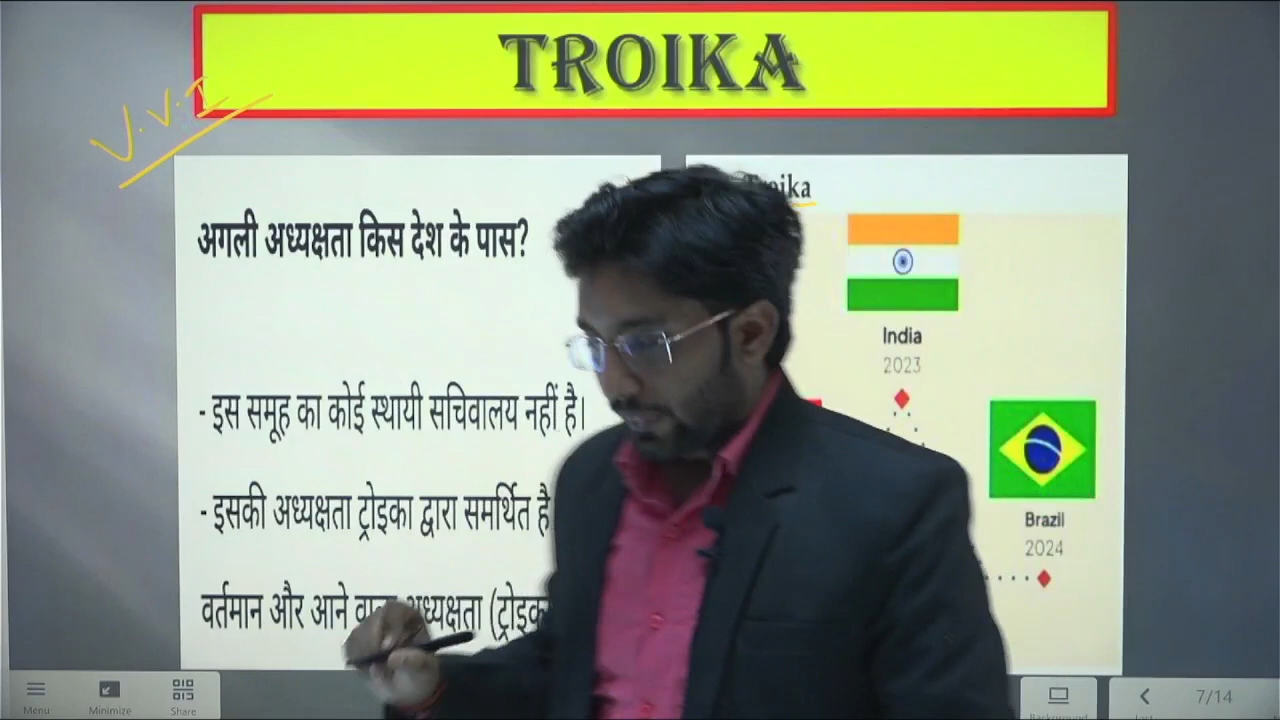 TROIKA
V.V.I
अगली अध्यक्षता किस देश के पास?
- इस समूह का कोई स्थायी सचिवालय नहीं है।
- इसकी अध्यक्षता ट्रोइका द्वारा समर्थित है
वर्तमान और आने अध्यक्षता
India
2023
Brazil
2024
Menu
Minimize
Share
7/14